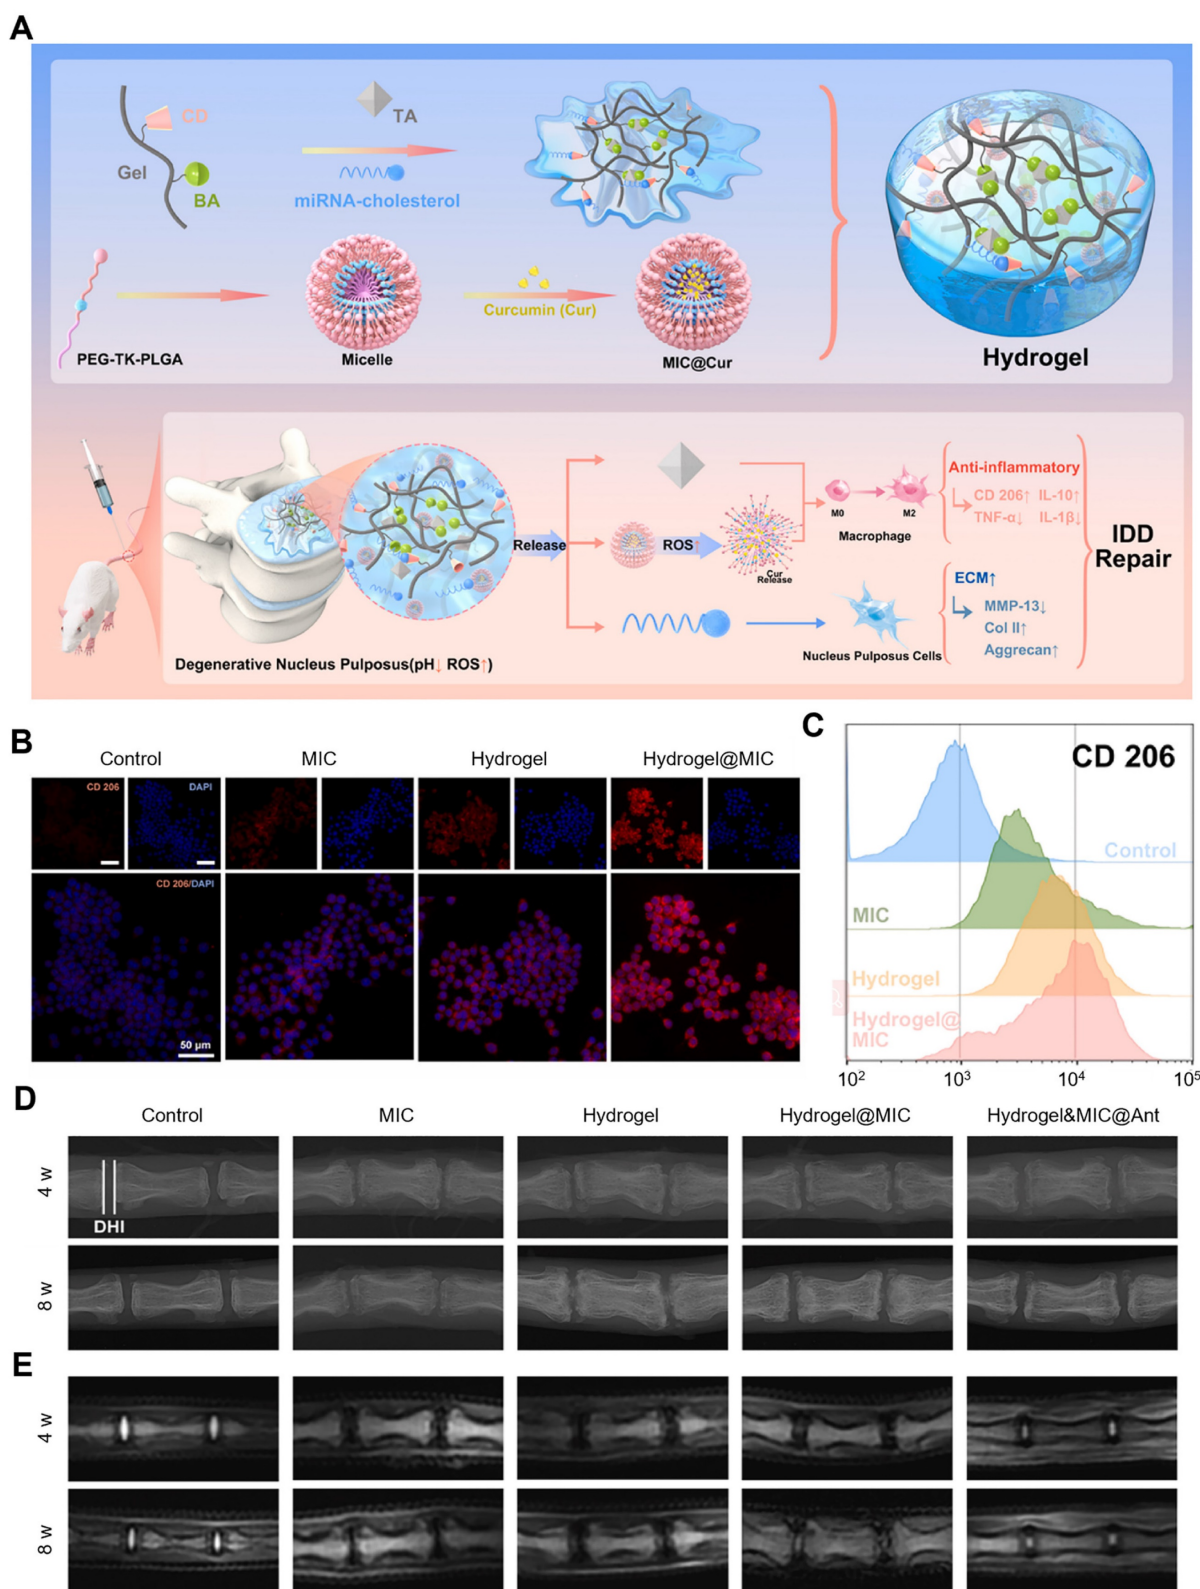 A
CD
TA
Gel
BA
miRNA-cholesterol
PEG-TK-PLGA
Micelle
Curcumin (Cur)
MIC@Cur
Hydrogel
Release
ROS↑
Cur
Release
M0
M2
Macrophage
Anti-inflammatory
CD 206↑ IL-10↑
TNF-α↓ IL-1β↓
IDD
Repair
ECM↑
MMP-13↓
Col II↑
Aggrecan↑
Nucleus Pulposus Cells
Degenerative Nucleus Pulposus(pH↓ ROS↑)
B
Control
MIC
Hydrogel
Hydrogel@MIC
CD 206
DAPI
CD 206/DAPI
50 μm
C
CD 206
Control
MIC
Hydrogel
Hydrogel@
MIC
10² 10³ 10⁴ 10⁵
D
Control
MIC
Hydrogel
Hydrogel@MIC
Hydrogel&MIC@Ant
4 w
DHI
8 w
E
4 w
8 w